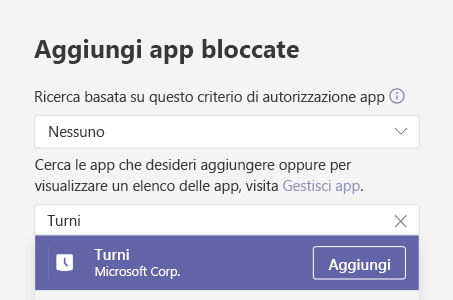 Aggiungi app bloccate
Ricerca basata su questo criterio di autorizzazione app
Nessuno
Cerca le app che desideri aggiungere oppure per
visualizzare un elenco delle app, visita Gestisci app.
Turni
Turni
Microsoft Corp.
Aggiungi